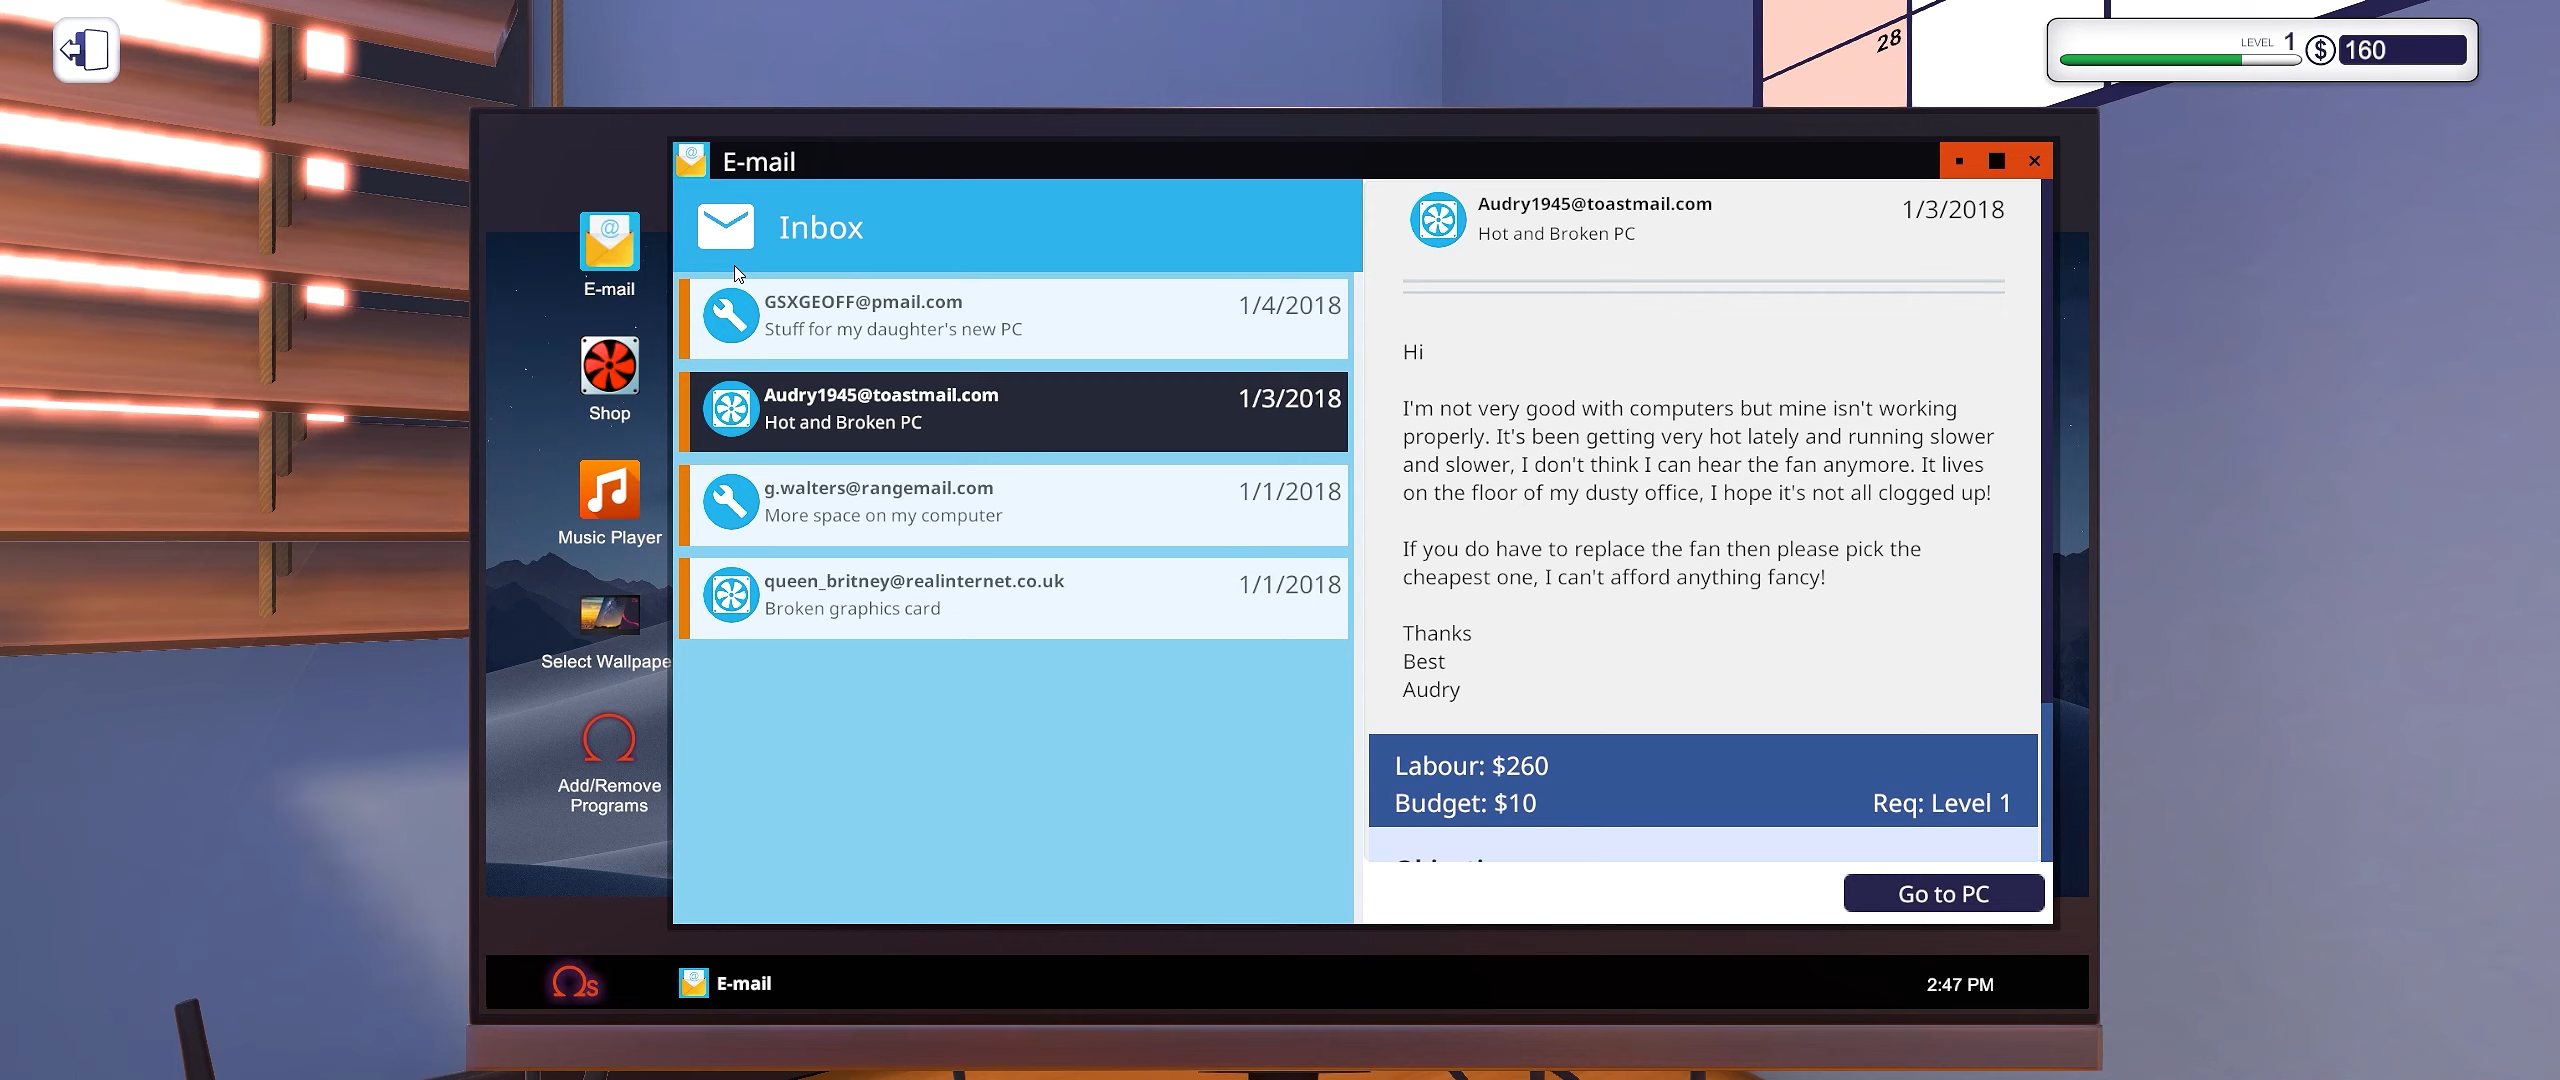 28
LEVEL 1
$ 160
E-mail
E-mail
Shop
Music Player
Select Wallpape
Add/Remove
Programs
Inbox
GSXGEOFF@pmail.com
1/4/2018
Stuff for my daughter's new PC
Audry1945@toastmail.com
1/3/2018
Hot and Broken PC
g.walters@rangemail.com
1/1/2018
More space on my computer
queen_britney@realinternet.co.uk
1/1/2018
Broken graphics card
Audry1945@toastmail.com
1/3/2018
Hot and Broken PC
Hi
I'm not very good with computers but mine isn't working
properly. It's been getting very hot lately and running slower
and slower, I don't think I can hear the fan anymore. It lives
on the floor of my dusty office, I hope it's not all clogged up!
If you do have to replace the fan then please pick the
cheapest one, I can't afford anything fancy!
Thanks
Best
Audry
Labour: $260
Budget: $10
Req: Level 1
Go to PC
Ωs
E-mail
2:47 PM